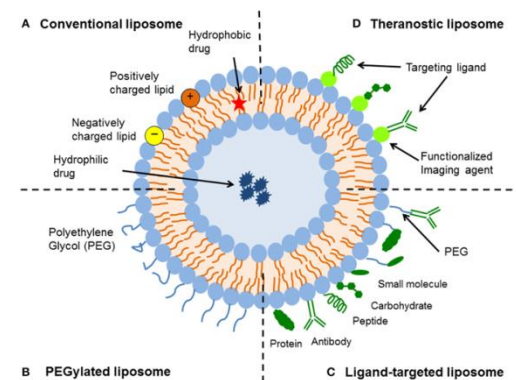 A Conventional liposome
D Theranostic liposome
Hydrophobic
drug
Positively
charged lipid
+
Targeting ligand
Negatively
charged lipid
−
Hydrophilic
drug
Functionalized
Imaging agent
Polyethylene
Glycol (PEG)
PEG
Small molecule
Carbohydrate
Peptide
Protein
Antibody
B PEGylated liposome
C Ligand-targeted liposome